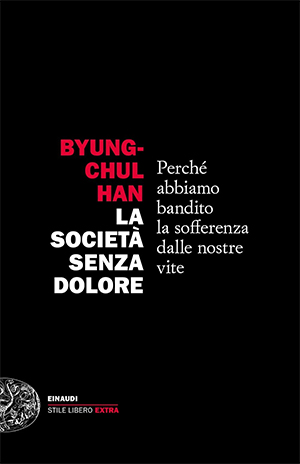 BYUNG-
CHUL
HAN
LA
SOCIETÀ
SENZA
DOLORE
Perché
abbiamo
bandito
la sofferenza
dalle nostre
vite
EINAUDI
STILE LIBERO EXTRA